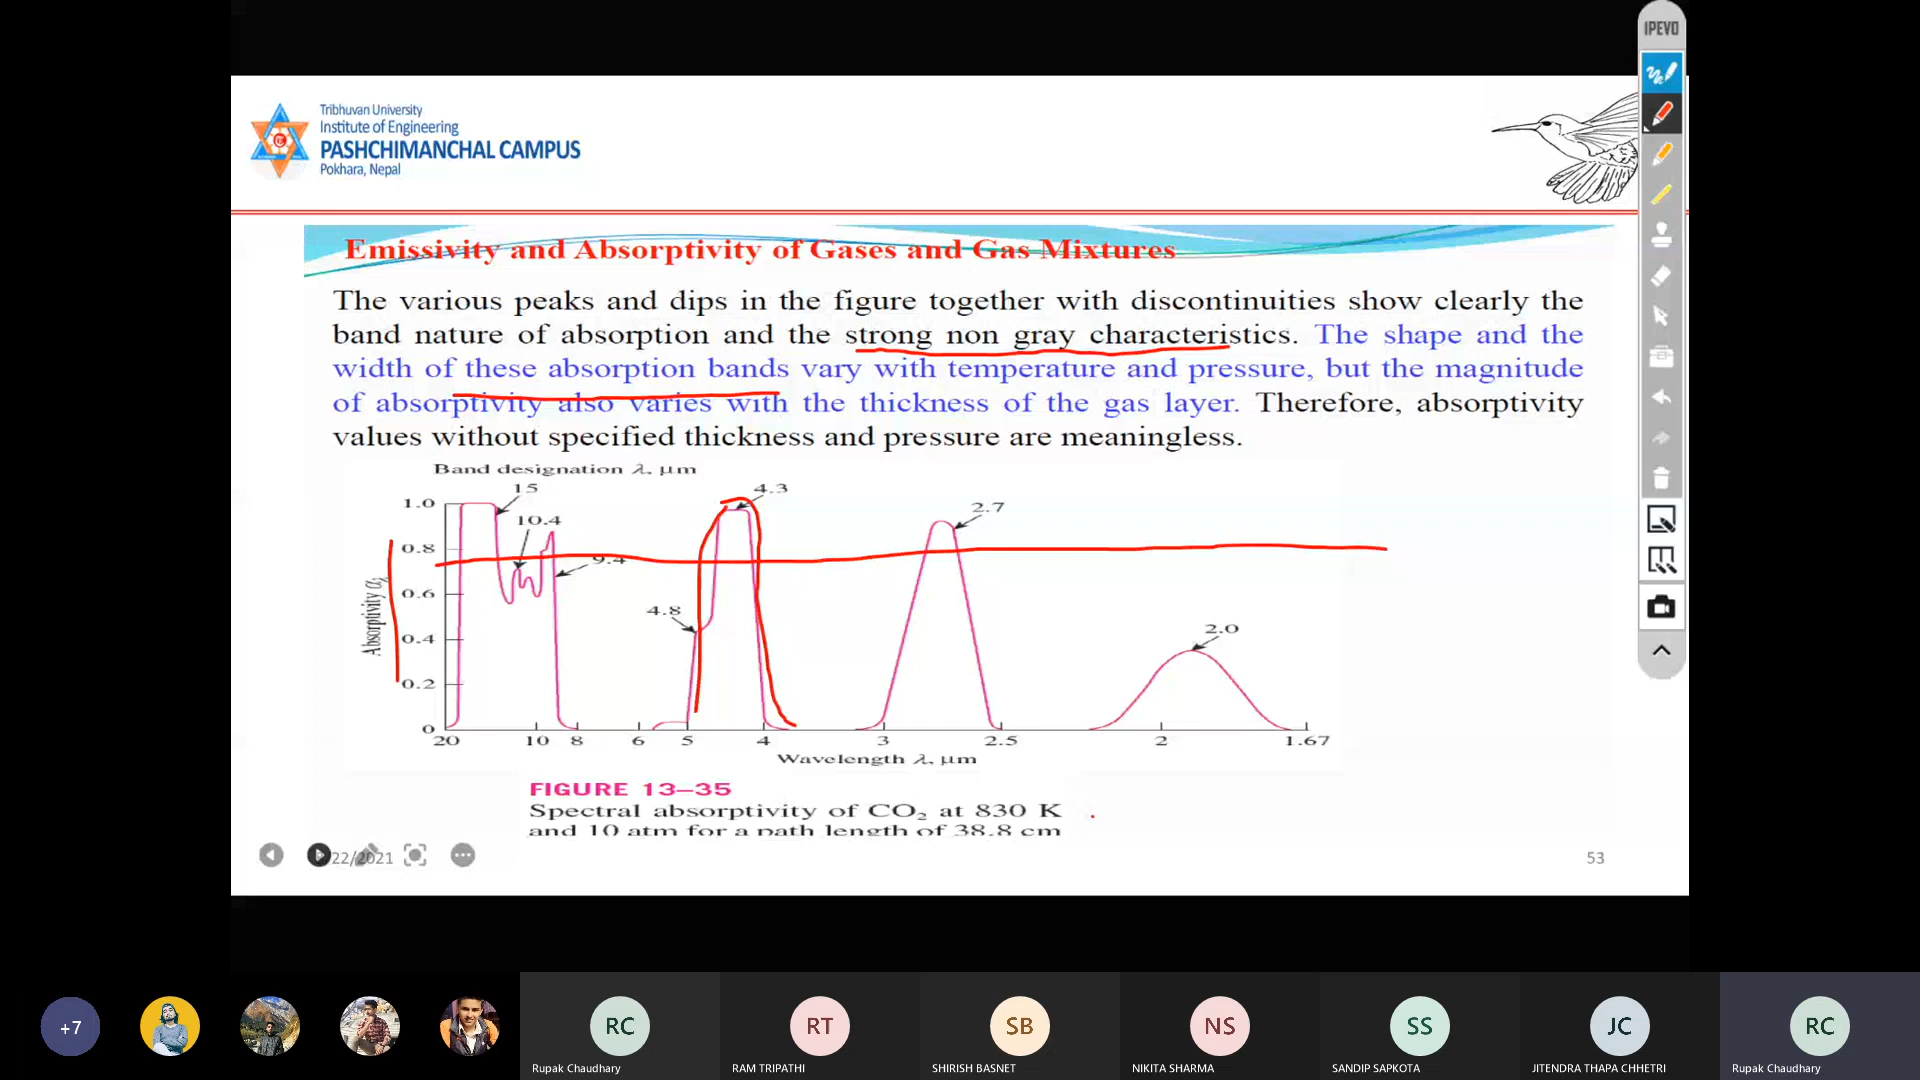 IPEVO
Tribhuvan University
Institute of Engineering
PASHCHIMANCHAL CAMPUS
Pokhara, Nepal
Emissivity and Absorptivity of Gases and Gas Mixtures
The various peaks and dips in the figure together with discontinuities show clearly the
band nature of absorption and the strong non gray characteristics. The shape and the
width of these absorption bands vary with temperature and pressure, but the magnitude
of absorptivity also varies with the thickness of the gas layer. Therefore, absorptivity
values without specified thickness and pressure are meaningless.
Band designation λ, μm
15
4.3
1.0
2.7
10.4
0.8
9.4
0.6
4.8
Absorptivity αλ
2.0
0.4
0.2
0
20 10 8 6 5 4 3 2.5 2 1.67
Wavelength λ, μm
FIGURE 13–35
Spectral absorptivity of CO₂ at 830 K
and 10 atm for a path length of 38.8 cm
22/2021
53
+7
RC
RT
SB
NS
SS
JC
RC
Rupak Chaudhary
RAM TRIPATHI
SHIRISH BASNET
NIKITA SHARMA
SANDIP SAPKOTA
JITENDRA THAPA CHHETRI
Rupak Chaudhary